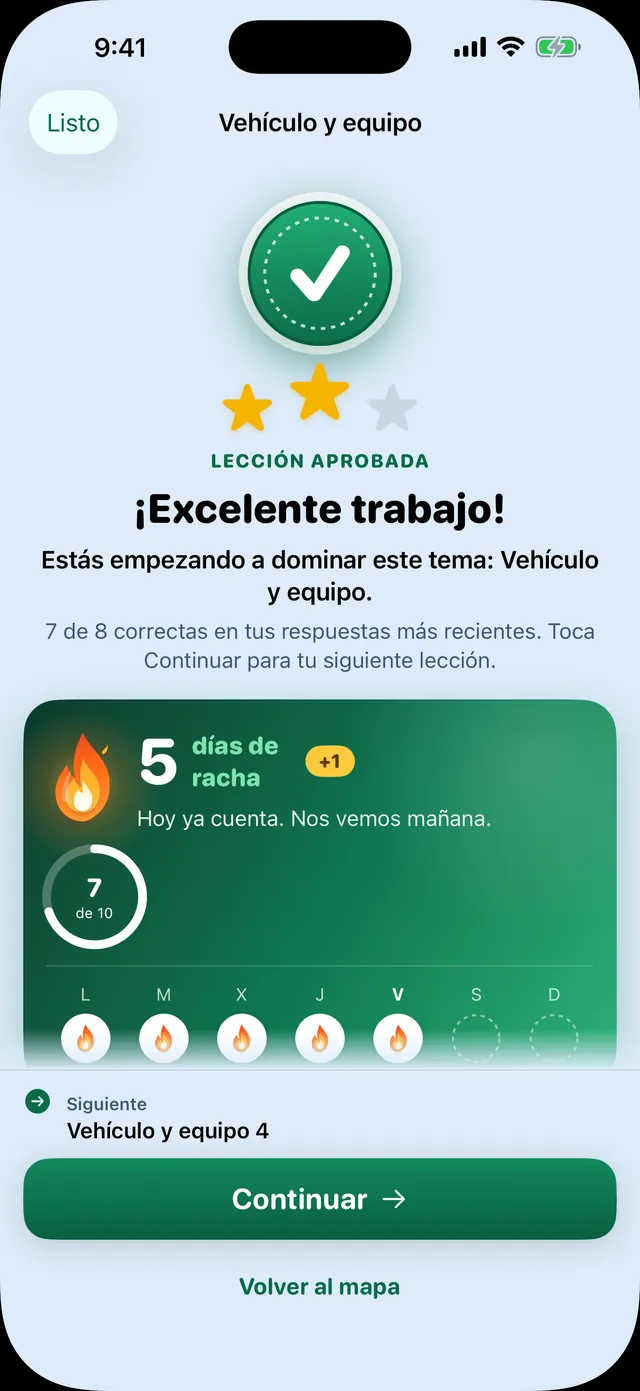 9:41
Listo
Vehículo y equipo
LECCIÓN APROBADA
¡Excelente trabajo!
Estás empezando a dominar este tema: Vehículo
y equipo.
7 de 8 correctas en tus respuestas más recientes. Toca
Continuar para tu siguiente lección.
5 días de
racha
+1
Hoy ya cuenta. Nos vemos mañana.
7
de 10
L M X J V S D
Siguiente
Vehículo y equipo 4
Continuar →
Volver al mapa